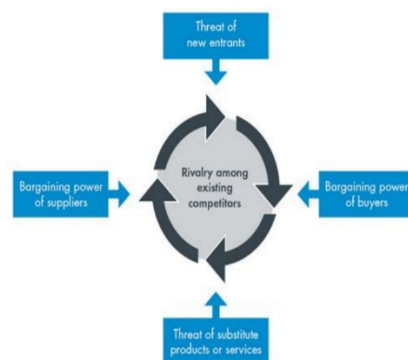 Threat of
new entrants
Bargaining power
of suppliers
Rivalry among
existing
competitors
Bargaining power
of buyers
Threat of substitute
products or services